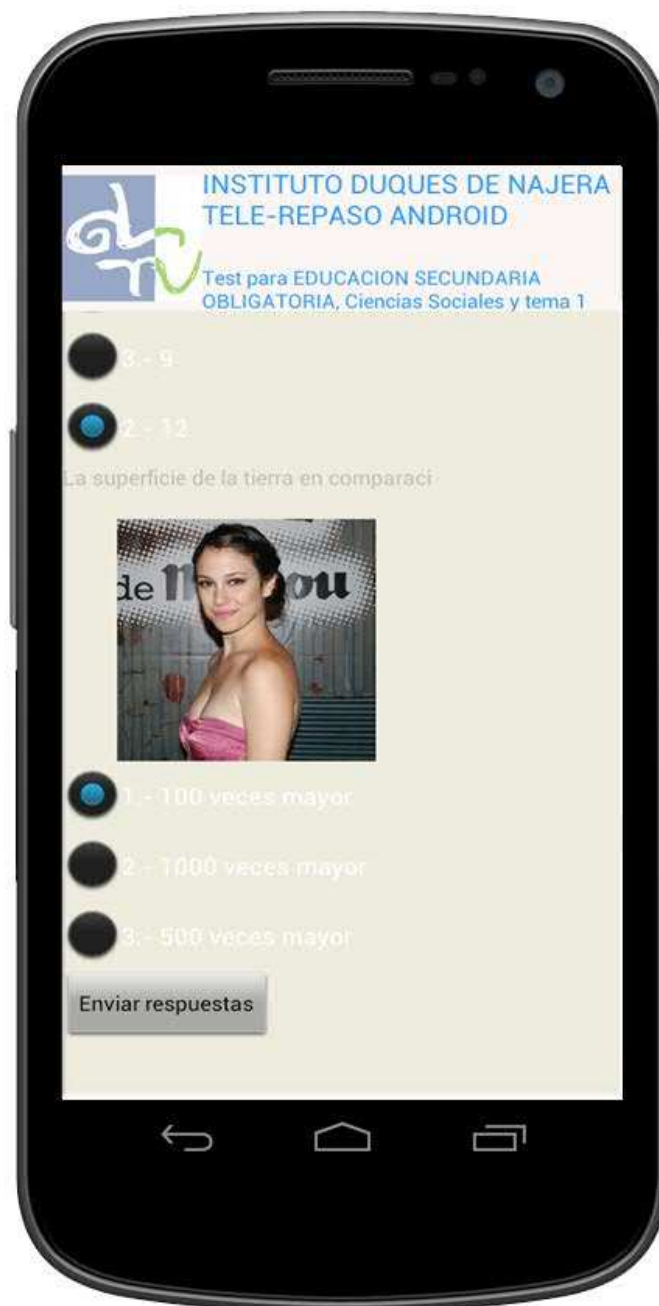 INSTITUTO DUQUES DE NAJERA
TELE-REPASO ANDROID
Test para EDUCACION SECUNDARIA
OBLIGATORIA, Ciencias Sociales y tema 1
3.- 9
2.- 12
La superficie de la tierra en comparaci
de
1.- 100 veces mayor
2.- 1000 veces mayor
3.- 500 veces mayor
Enviar respuestas